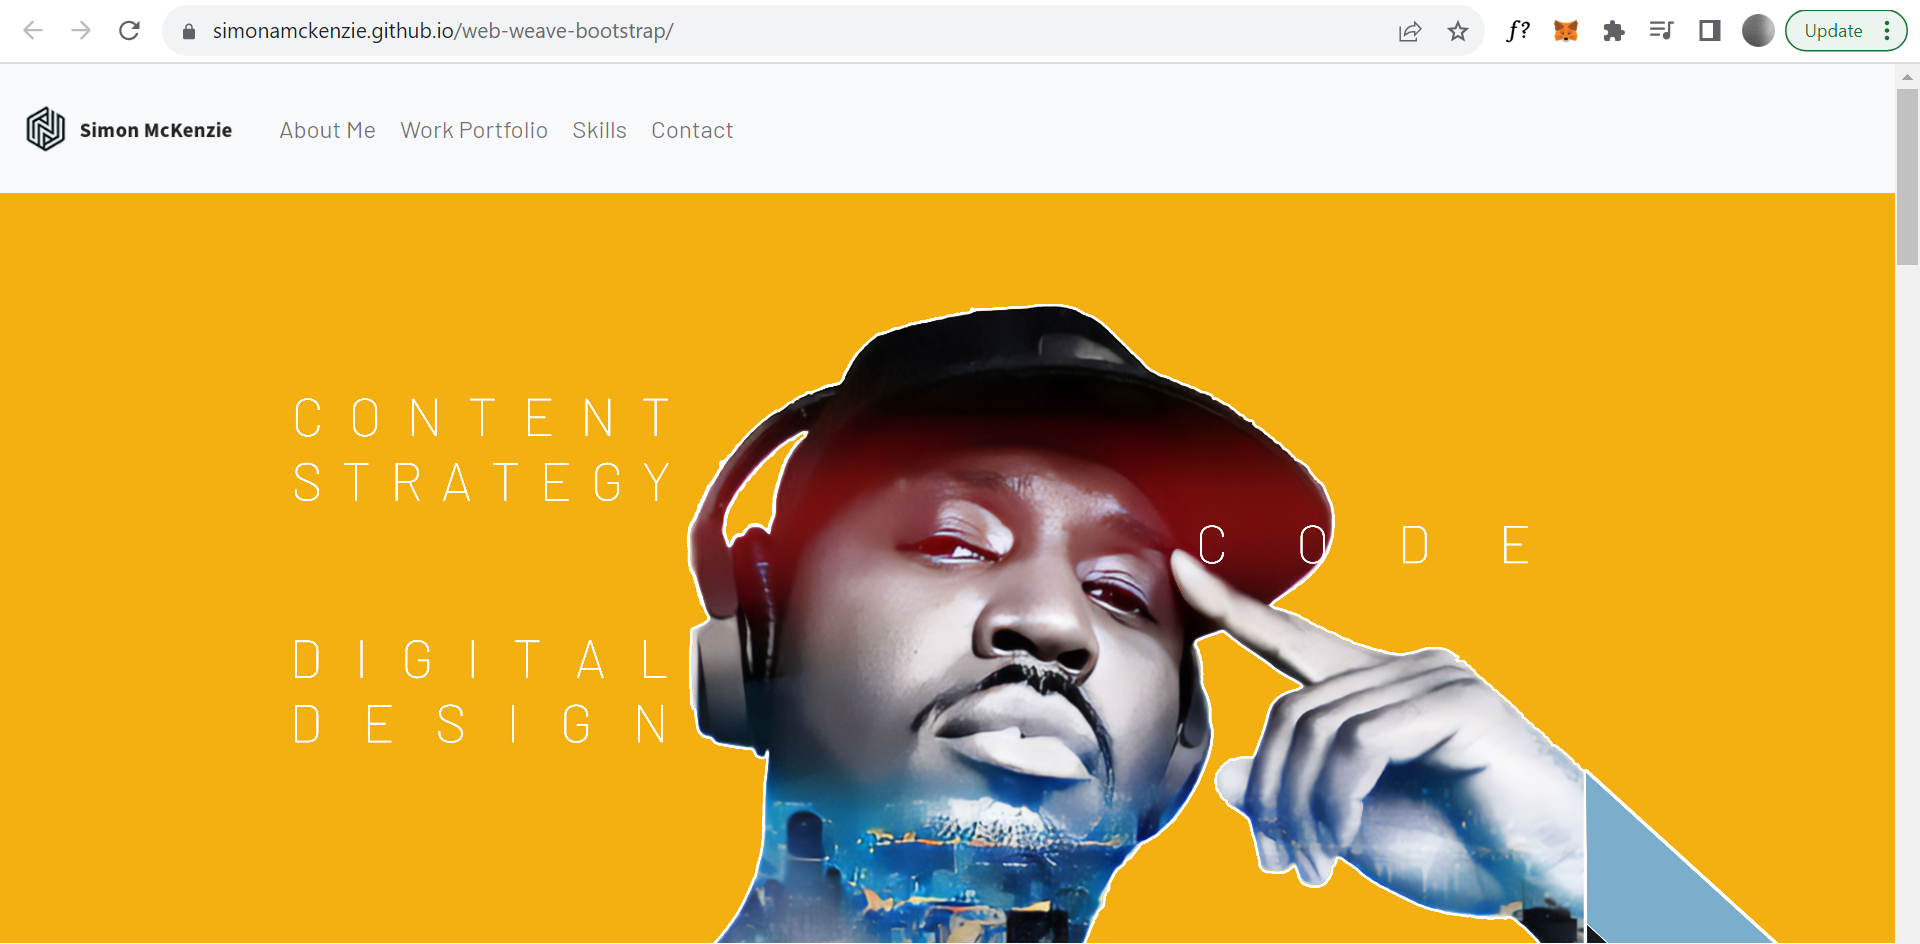 simonamckenzie.github.io/web-weave-bootstrap/
f?
Update
Simon McKenzie
About Me
Work Portfolio
Skills
Contact
CONTENT
STRATEGY
CODE
DIGITAL
DESIGN